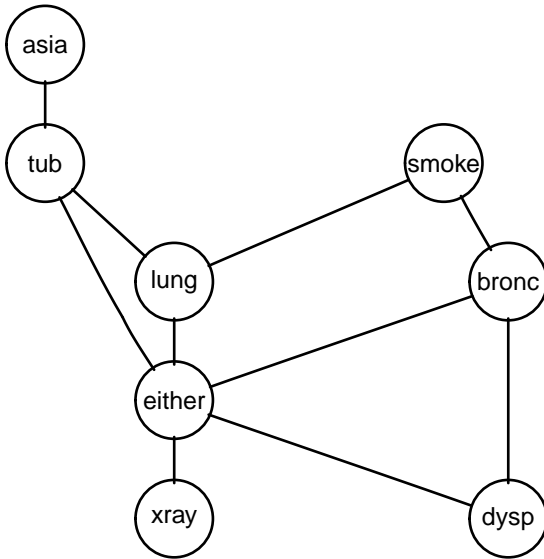 asia
tub
smoke
lung
bronc
either
xray
dysp